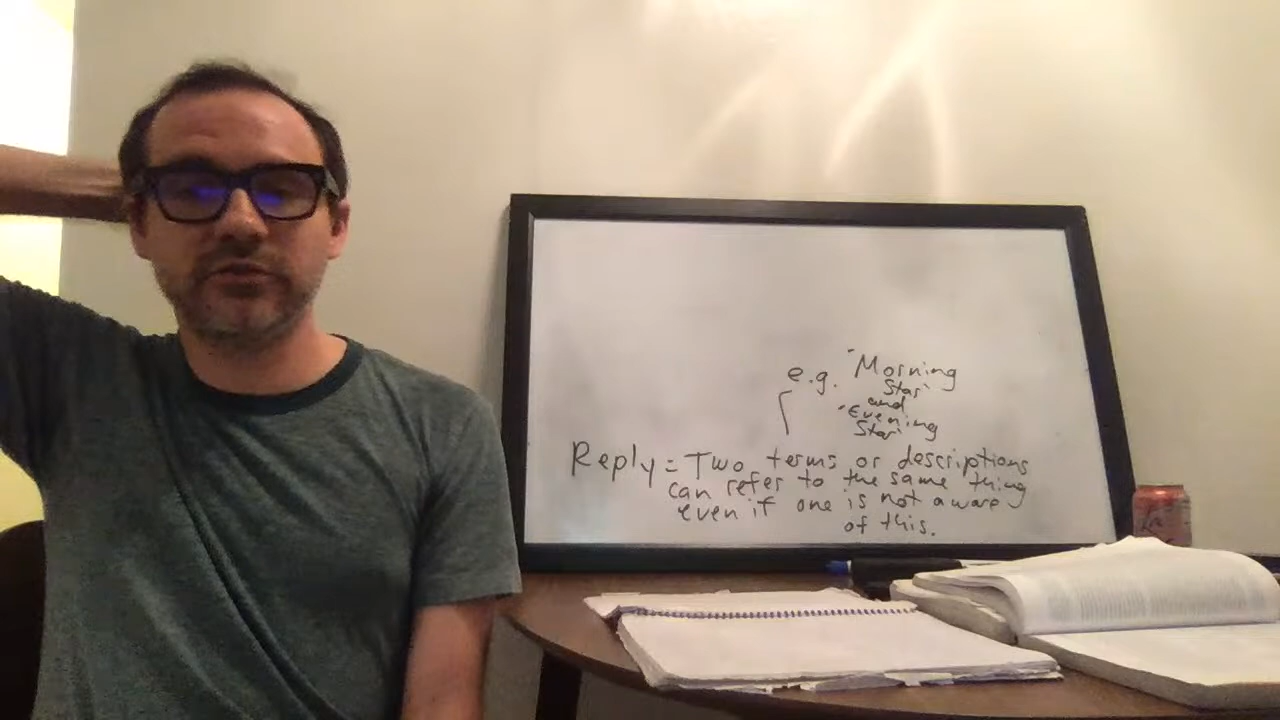 e.g. "Morning
Star"
and
"Evening
Star"
Reply = Two terms or descriptions
can refer to the same thing
even if one is not aware
of this.